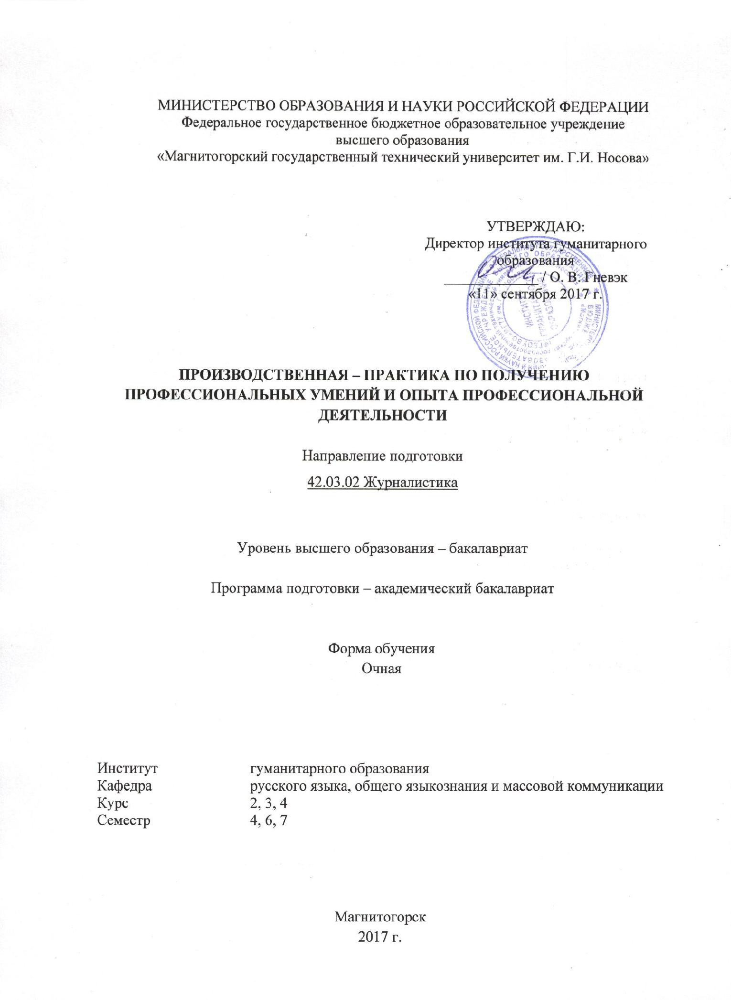 МИНИСТЕРСТВО ОБРАЗОВАНИЯ И НАУКИ РОССИЙСКОЙ ФЕДЕРАЦИИ
Федеральное государственное бюджетное образовательное учреждение
высшего образования
«Магнитогорский государственный технический университет им. Г.И. Носова»
УТВЕРЖДАЮ:
Директор института гуманитарного
образования
/ О. В. Гневэк
«11» сентября 2017 г.
ПРОИЗВОДСТВЕННАЯ – ПРАКТИКА ПО ПОЛУЧЕНИЮ
ПРОФЕССИОНАЛЬНЫХ УМЕНИЙ И ОПЫТА ПРОФЕССИОНАЛЬНОЙ
ДЕЯТЕЛЬНОСТИ
Направление подготовки
42.03.02 Журналистика
Уровень высшего образования – бакалавриат
Программа подготовки – академический бакалавриат
Форма обучения
Очная
Институт гуманитарного образования
Кафедра русского языка, общего языкознания и массовой коммуникации
Курс 2, 3, 4
Семестр 4, 6, 7
Магнитогорск
2017 г.